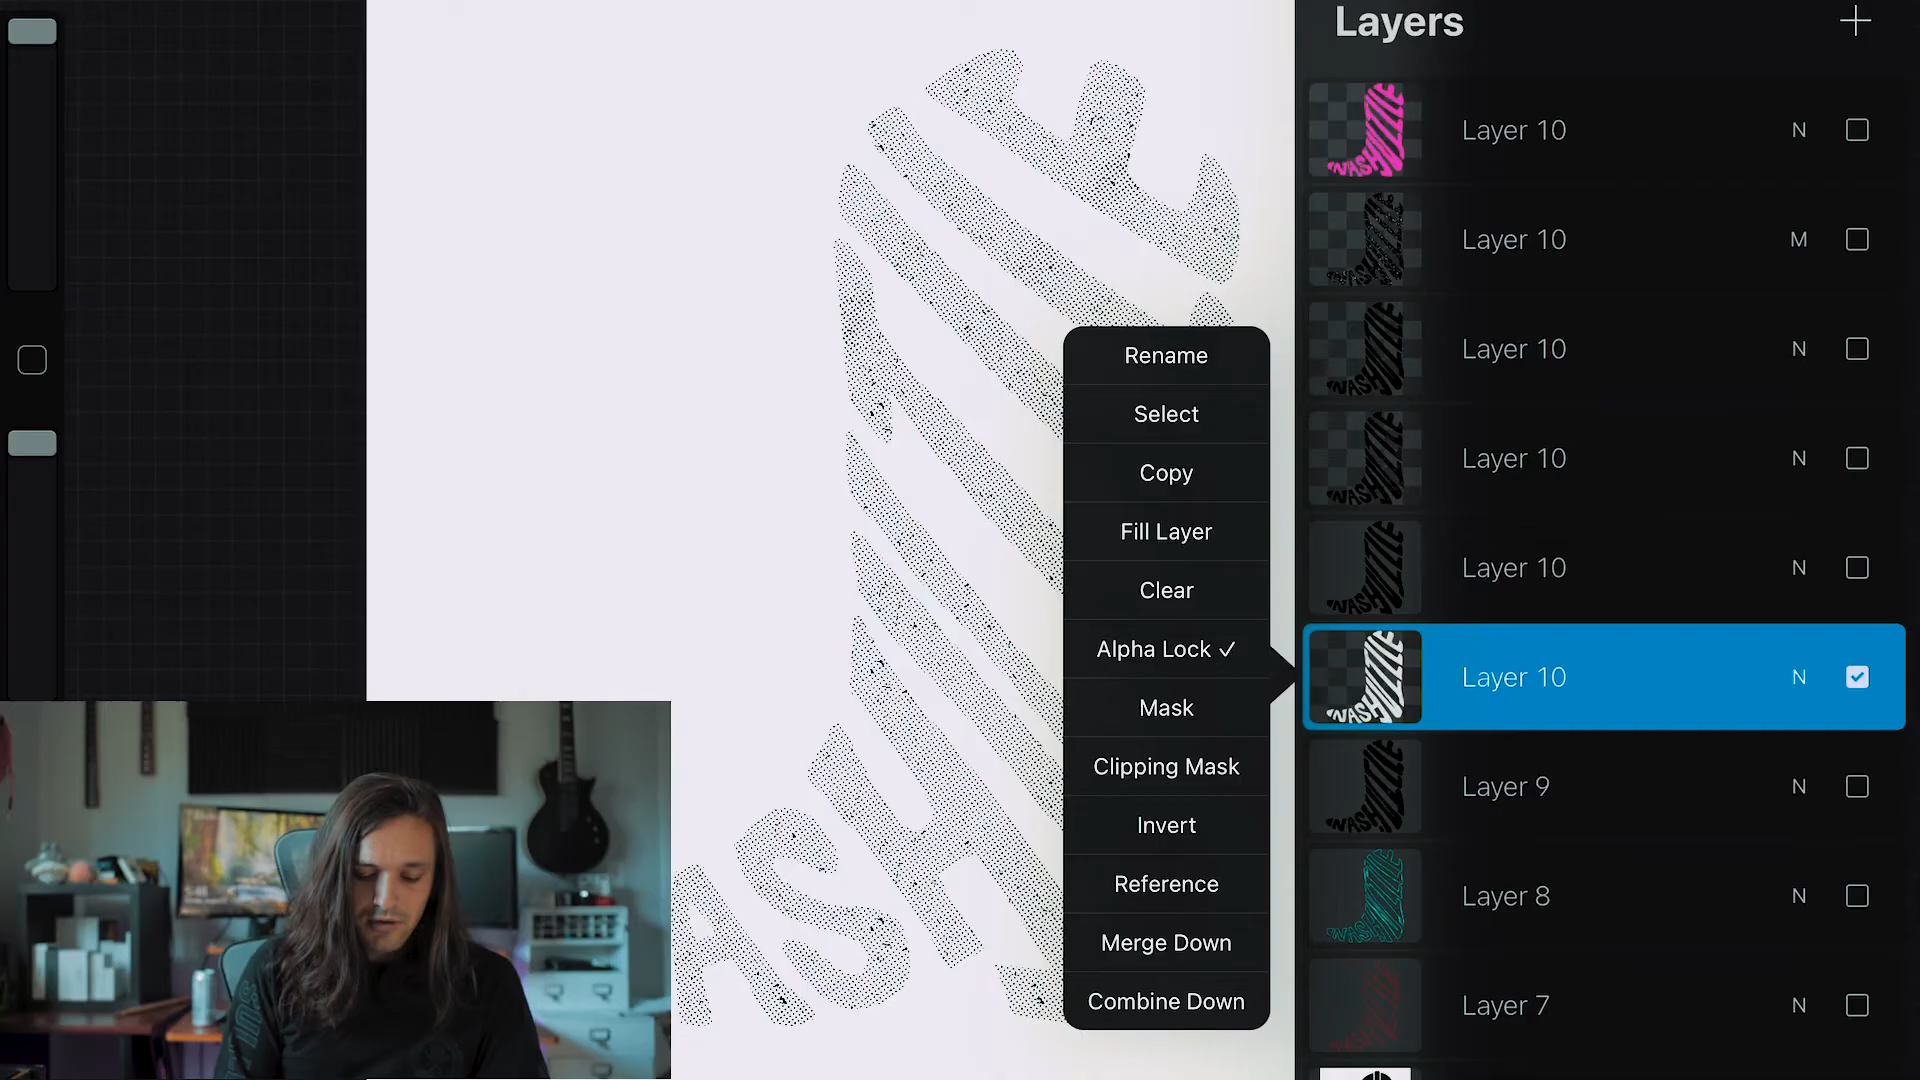 Layers
Layer 10 N
Layer 10 M
Layer 10 N
Layer 10 N
Layer 10 N
Layer 10 N
Layer 9 N
Layer 8 N
Layer 7 N
Rename
Select
Copy
Fill Layer
Clear
Alpha Lock ✓
Mask
Clipping Mask
Invert
Reference
Merge Down
Combine Down